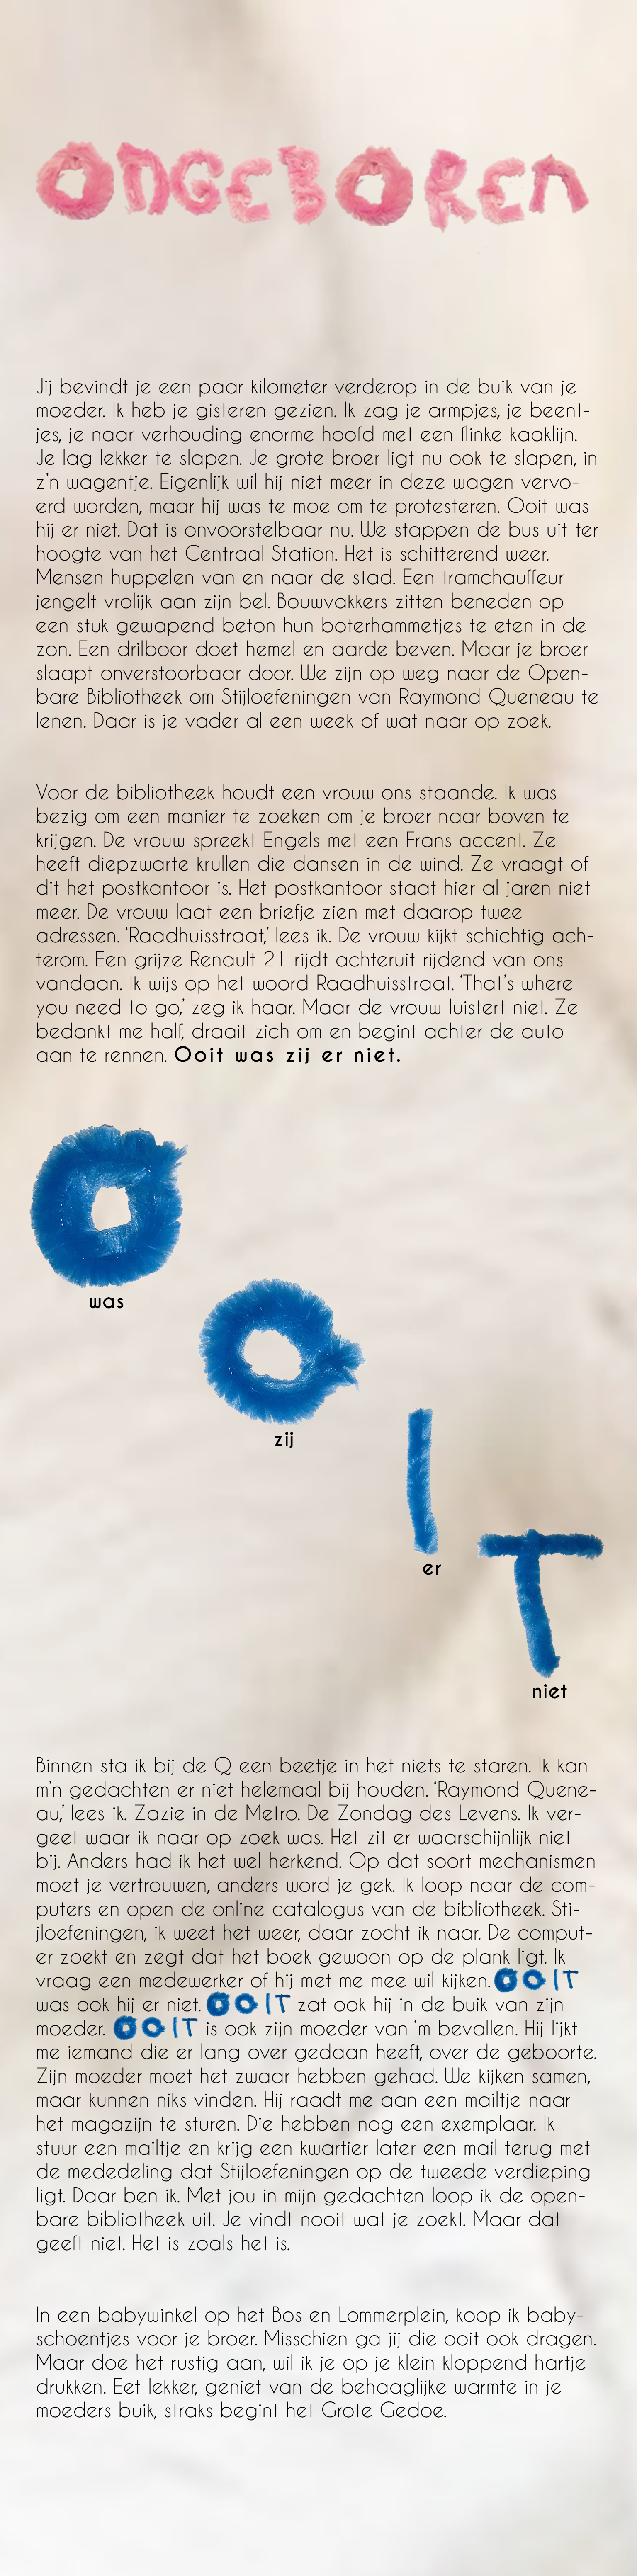 ONGEBOREN
Jij bevindt je een paar kilometer verderop in de buik van je
moeder. Ik heb je gisteren gezien. Ik zag je armpjes, je beent-
jes, je naar verhouding enorme hoofd met een flinke kaaklijn.
Je lag lekker te slapen. Je grote broer ligt nu ook te slapen, in
z'n wagentje. Eigenlijk wil hij niet meer in deze wagen vervo-
erd worden, maar hij was te moe om te protesteren. Ooit was
hij er niet. Dat is onvoorstelbaar nu. We stappen de bus uit ter
hoogte van het Centraal Station. Het is schitterend weer.
Mensen huppelen van en naar de stad. Een tramchauffeur
jengelt vrolijk aan zijn bel. Bouwvakkers zitten beneden op
een stuk gewapend beton hun boterhammetjes te eten in de
zon. Een drilboor doet hemel en aarde beven. Maar je broer
slaapt onverstoorbaar door. We zijn op weg naar de Open-
bare Bibliotheek om Stijloefeningen van Raymond Queneau te
lenen. Daar is je vader al een week of wat naar op zoek.
Voor de bibliotheek houdt een vrouw ons staande. Ik was
bezig om een manier te zoeken om je broer naar boven te
krijgen. De vrouw spreekt Engels met een Frans accent. Ze
heeft diepzwarte krullen die dansen in de wind. Ze vraagt of
dit het postkantoor is. Het postkantoor staat hier al jaren niet
meer. De vrouw laat een briefje zien met daarop twee
adressen. 'Raadhuisstraat,' lees ik. De vrouw kijkt schichtig ach-
terom. Een grijze Renault 21 rijdt achteruit rijdend van ons
vandaan. Ik wijs op het woord Raadhuisstraat. 'That's where
you need to go,' zeg ik haar. Maar de vrouw luistert niet. Ze
bedankt me half, draait zich om en begint achter de auto
aan te rennen. Ooit was zij er niet.
O
was
O
zij
I
er
T
niet
Binnen sta ik bij de Q een beetje in het niets te staren. Ik kan
m'n gedachten er niet helemaal bij houden. 'Raymond Quene-
au,' lees ik. Zazie in de Metro. De Zondag des Levens. Ik ver-
geet waar ik naar op zoek was. Het zit er waarschijnlijk niet
bij. Anders had ik het wel herkend. Op dat soort mechanismen
moet je vertrouwen, anders word je gek. Ik loop naar de com-
puters en open de online catalogus van de bibliotheek. Sti-
jloefeningen, ik weet het weer, daar zocht ik naar. De comput-
er zoekt en zegt dat het boek gewoon op de plank ligt. Ik
vraag een medewerker of hij met me mee wil kijken. OOIT
was ook hij er niet. OOIT zat ook hij in de buik van zijn
moeder. OOIT is ook zijn moeder van 'm bevallen. Hij lijkt
me iemand die er lang over gedaan heeft, over de geboorte.
Zijn moeder moet het zwaar hebben gehad. We kijken samen,
maar kunnen niks vinden. Hij raadt me aan een mailtje naar
het magazijn te sturen. Die hebben nog een exemplaar. Ik
stuur een mailtje en krijg een kwartier later een mail terug met
de mededeling dat Stijloefeningen op de tweede verdieping
ligt. Daar ben ik. Met jou in mijn gedachten loop ik de open-
bare bibliotheek uit. Je vindt nooit wat je zoekt. Maar dat
geeft niet. Het is zoals het is.
In een babywinkel op het Bos en Lommerplein, koop ik baby-
schoentjes voor je broer. Misschien ga jij die ooit ook dragen.
Maar doe het rustig aan, wil ik je op je klein kloppend hartje
drukken. Eet lekker, geniet van de behaaglijke warmte in je
moeders buik, straks begint het Grote Gedoe.